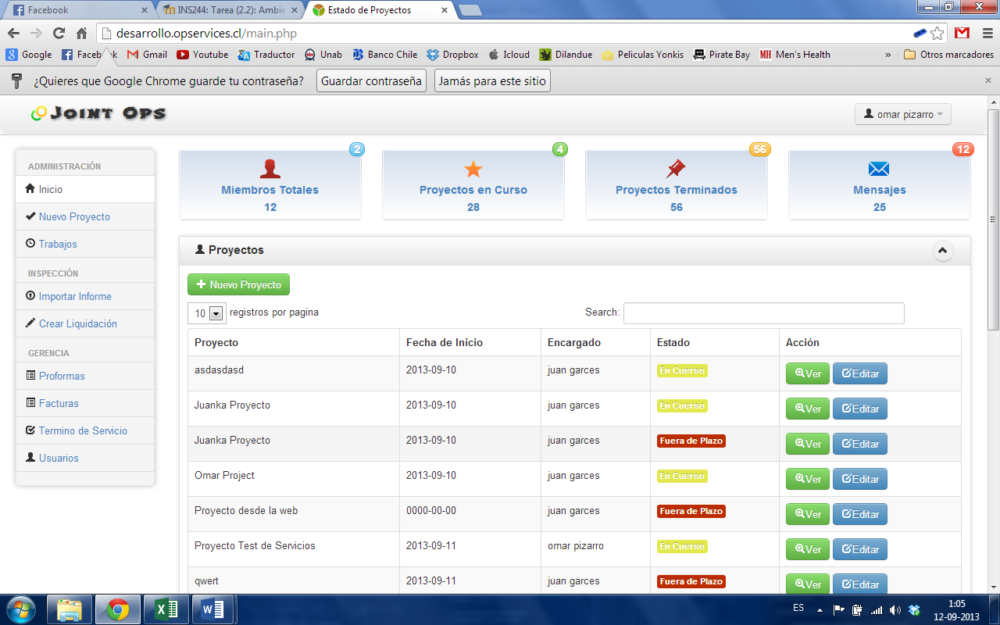 Facebook
INS244: Tarea (2.2): Ambie
Estado de Proyectos
desarrollo.opservices.cl/main.php
Google Facebook Gmail Youtube Traductor Unab Banco Chile Dropbox Icloud Dilandue Peliculas Yonkis Pirate Bay Men's Health » Otros marcadores
¿Quieres que Google Chrome guarde tu contraseña? Guardar contraseña Jamás para este sitio
Joint Ops
omar pizarro
ADMINISTRACIÓN
Inicio
Nuevo Proyecto
Trabajos
INSPECCIÓN
Importar Informe
Crear Liquidación
GERENCIA
Proformas
Facturas
Termino de Servicio
Usuarios
2
Miembros Totales
12
4
Proyectos en Curso
28
56
Proyectos Terminados
56
12
Mensajes
25
Proyectos
Nuevo Proyecto
10 registros por pagina Search:
Proyecto Fecha de Inicio Encargado Estado Acción
asdasdasd 2013-09-10 juan garces En Cuerso Ver Editar
Juanka Proyecto 2013-09-10 juan garces En Cuerso Ver Editar
Juanka Proyecto 2013-09-10 juan garces Fuera de Plazo Ver Editar
Omar Project 2013-09-10 juan garces En Cuerso Ver Editar
Proyecto desde la web 0000-00-00 juan garces Fuera de Plazo Ver Editar
Proyecto Test de Servicios 2013-09-11 omar pizarro En Cuerso Ver Editar
qwert 2013-09-11 juan garces Fuera de Plazo Ver Editar
ES
1:05
12-09-2013